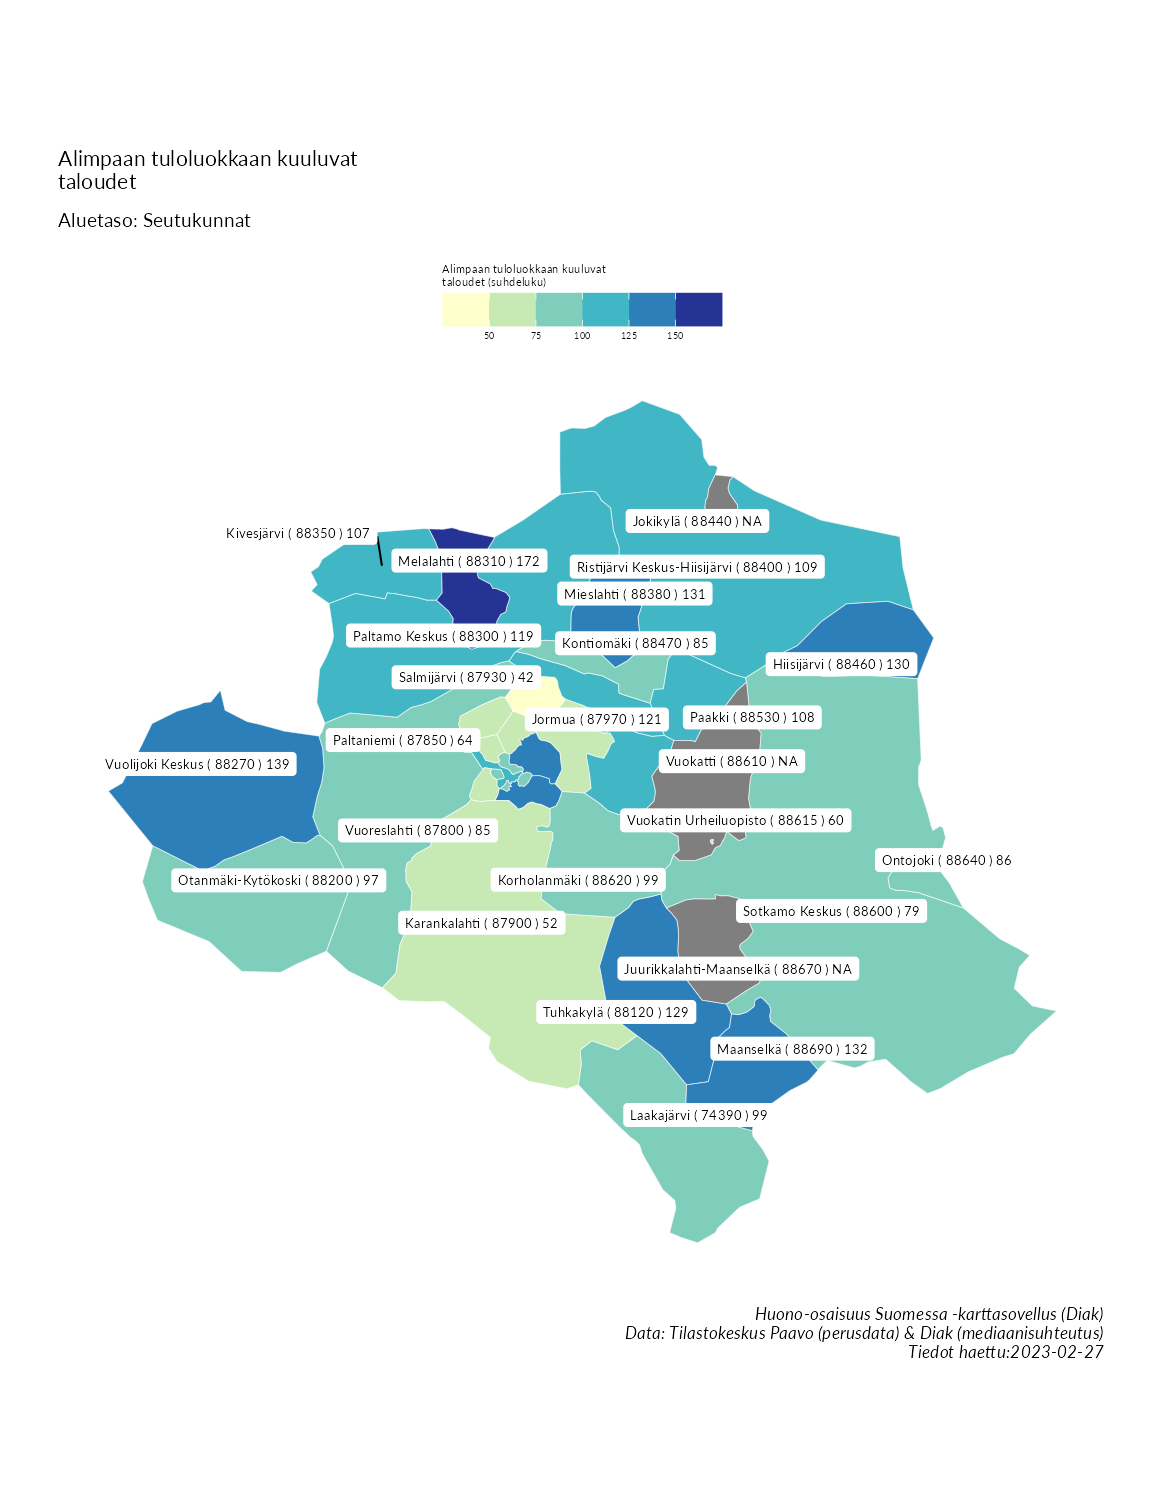 Alimpaan tuloluokkaan kuuluvat
taloudet
Aluetaso: Seutukunnat
Alimpaan tuloluokkaan kuuluvat
taloudet (suhdeluku)
50 75 100 125 150
Jokikylä ( 88440 ) NA
Kivesjärvi ( 88350 ) 107
Melalahti ( 88310 ) 172
Ristijärvi Keskus-Hiisijärvi ( 88400 ) 109
Mieslahti ( 88380 ) 131
Paltamo Keskus ( 88300 ) 119
Kontiomäki ( 88470 ) 85
Hiisijärvi ( 88460 ) 130
Salmijärvi ( 87930 ) 42
Jormua ( 87970 ) 121
Paakki ( 88530 ) 108
Paltaniemi ( 87850 ) 64
Vuolijoki Keskus ( 88270 ) 139
Vuokatti ( 88610 ) NA
Vuokatin Urheiluopisto ( 88615 ) 60
Vuoreslahti ( 87800 ) 85
Ontojoki ( 88640 ) 86
Otanmäki-Kytökoski ( 88200 ) 97
Korholanmäki ( 88620 ) 99
Sotkamo Keskus ( 88600 ) 79
Karankalahti ( 87900 ) 52
Juurikkalahti-Maanselkä ( 88670 ) NA
Tuhkakylä ( 88120 ) 129
Maanselkä ( 88690 ) 132
Laakajärvi ( 74390 ) 99
Huono-osaisuus Suomessa -karttasovellus (Diak)
Data: Tilastokeskus Paavo (perusdata) & Diak (mediaanisuhteutus)
Tiedot haettu:2023-02-27